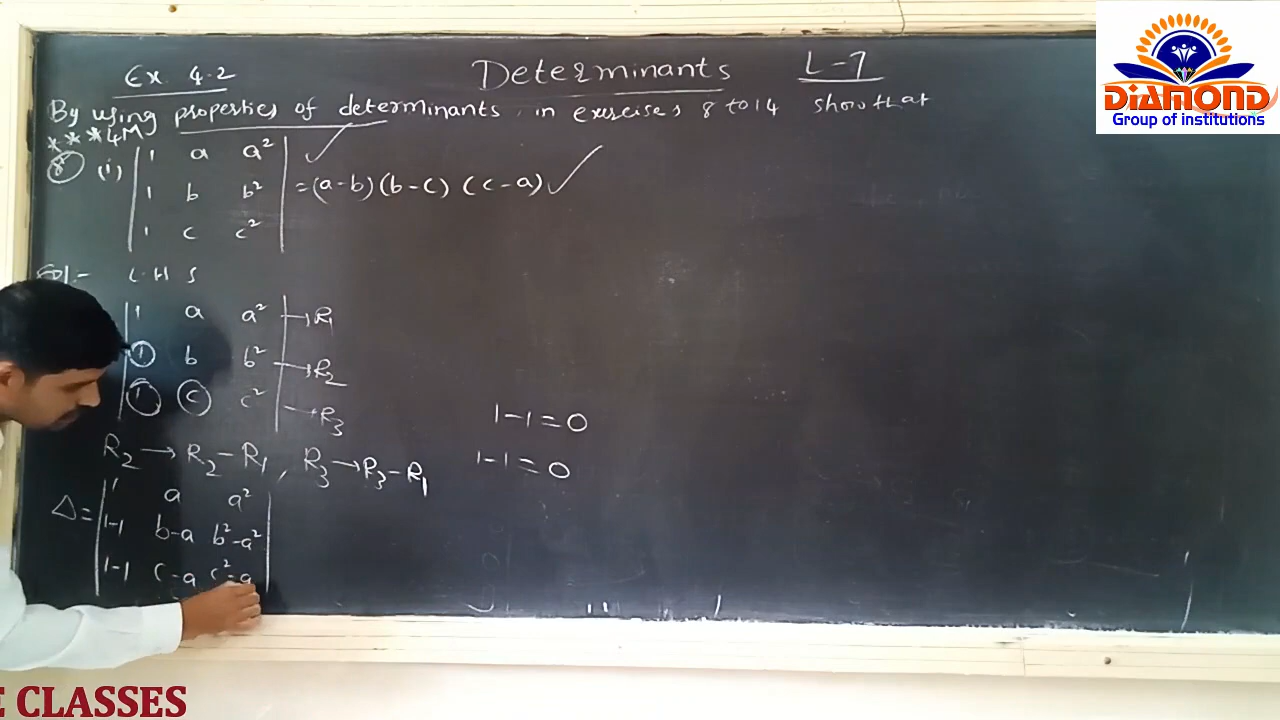 Ex 4.2 Determinants L-7
By using properties of determinants, in exercises 8 to 14 show that
***4M
8 (i) | 1 a a² |
| 1 b b² | = (a-b) (b-c) (c-a)
| 1 c c² |
Sol:- L.H.S
| 1 a a² | → R₁
| 1 b b² | → R₂
| 1 c c² | → R₃
1-1=0
R₂ → R₂-R₁, R₃ → R₃-R₁
1-1=0
Δ= | 1 a a² |
| 1-1 b-a b²-a² |
| 1-1 c-a c²-a
DIAMOND
Group of institutions
E CLASSES